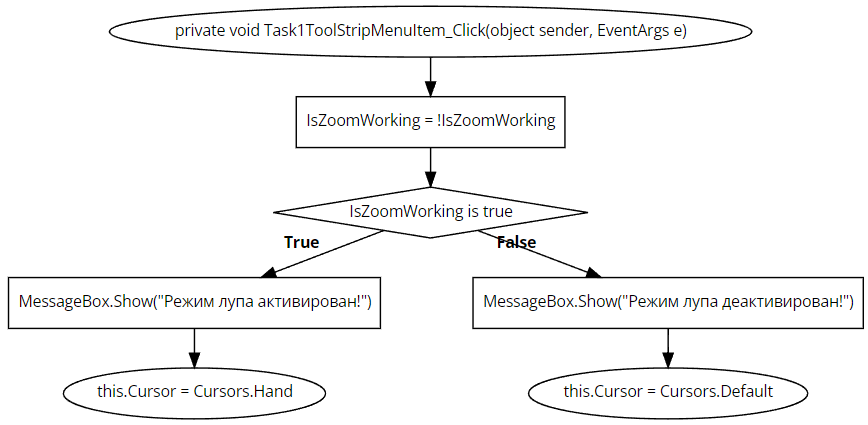 private void Task1ToolStripMenuItem_Click(object sender, EventArgs e)
IsZoomWorking = !IsZoomWorking
IsZoomWorking is true
True
False
MessageBox.Show("Режим лупа активирован!")
MessageBox.Show("Режим лупа деактивирован!")
this.Cursor = Cursors.Hand
this.Cursor = Cursors.Default